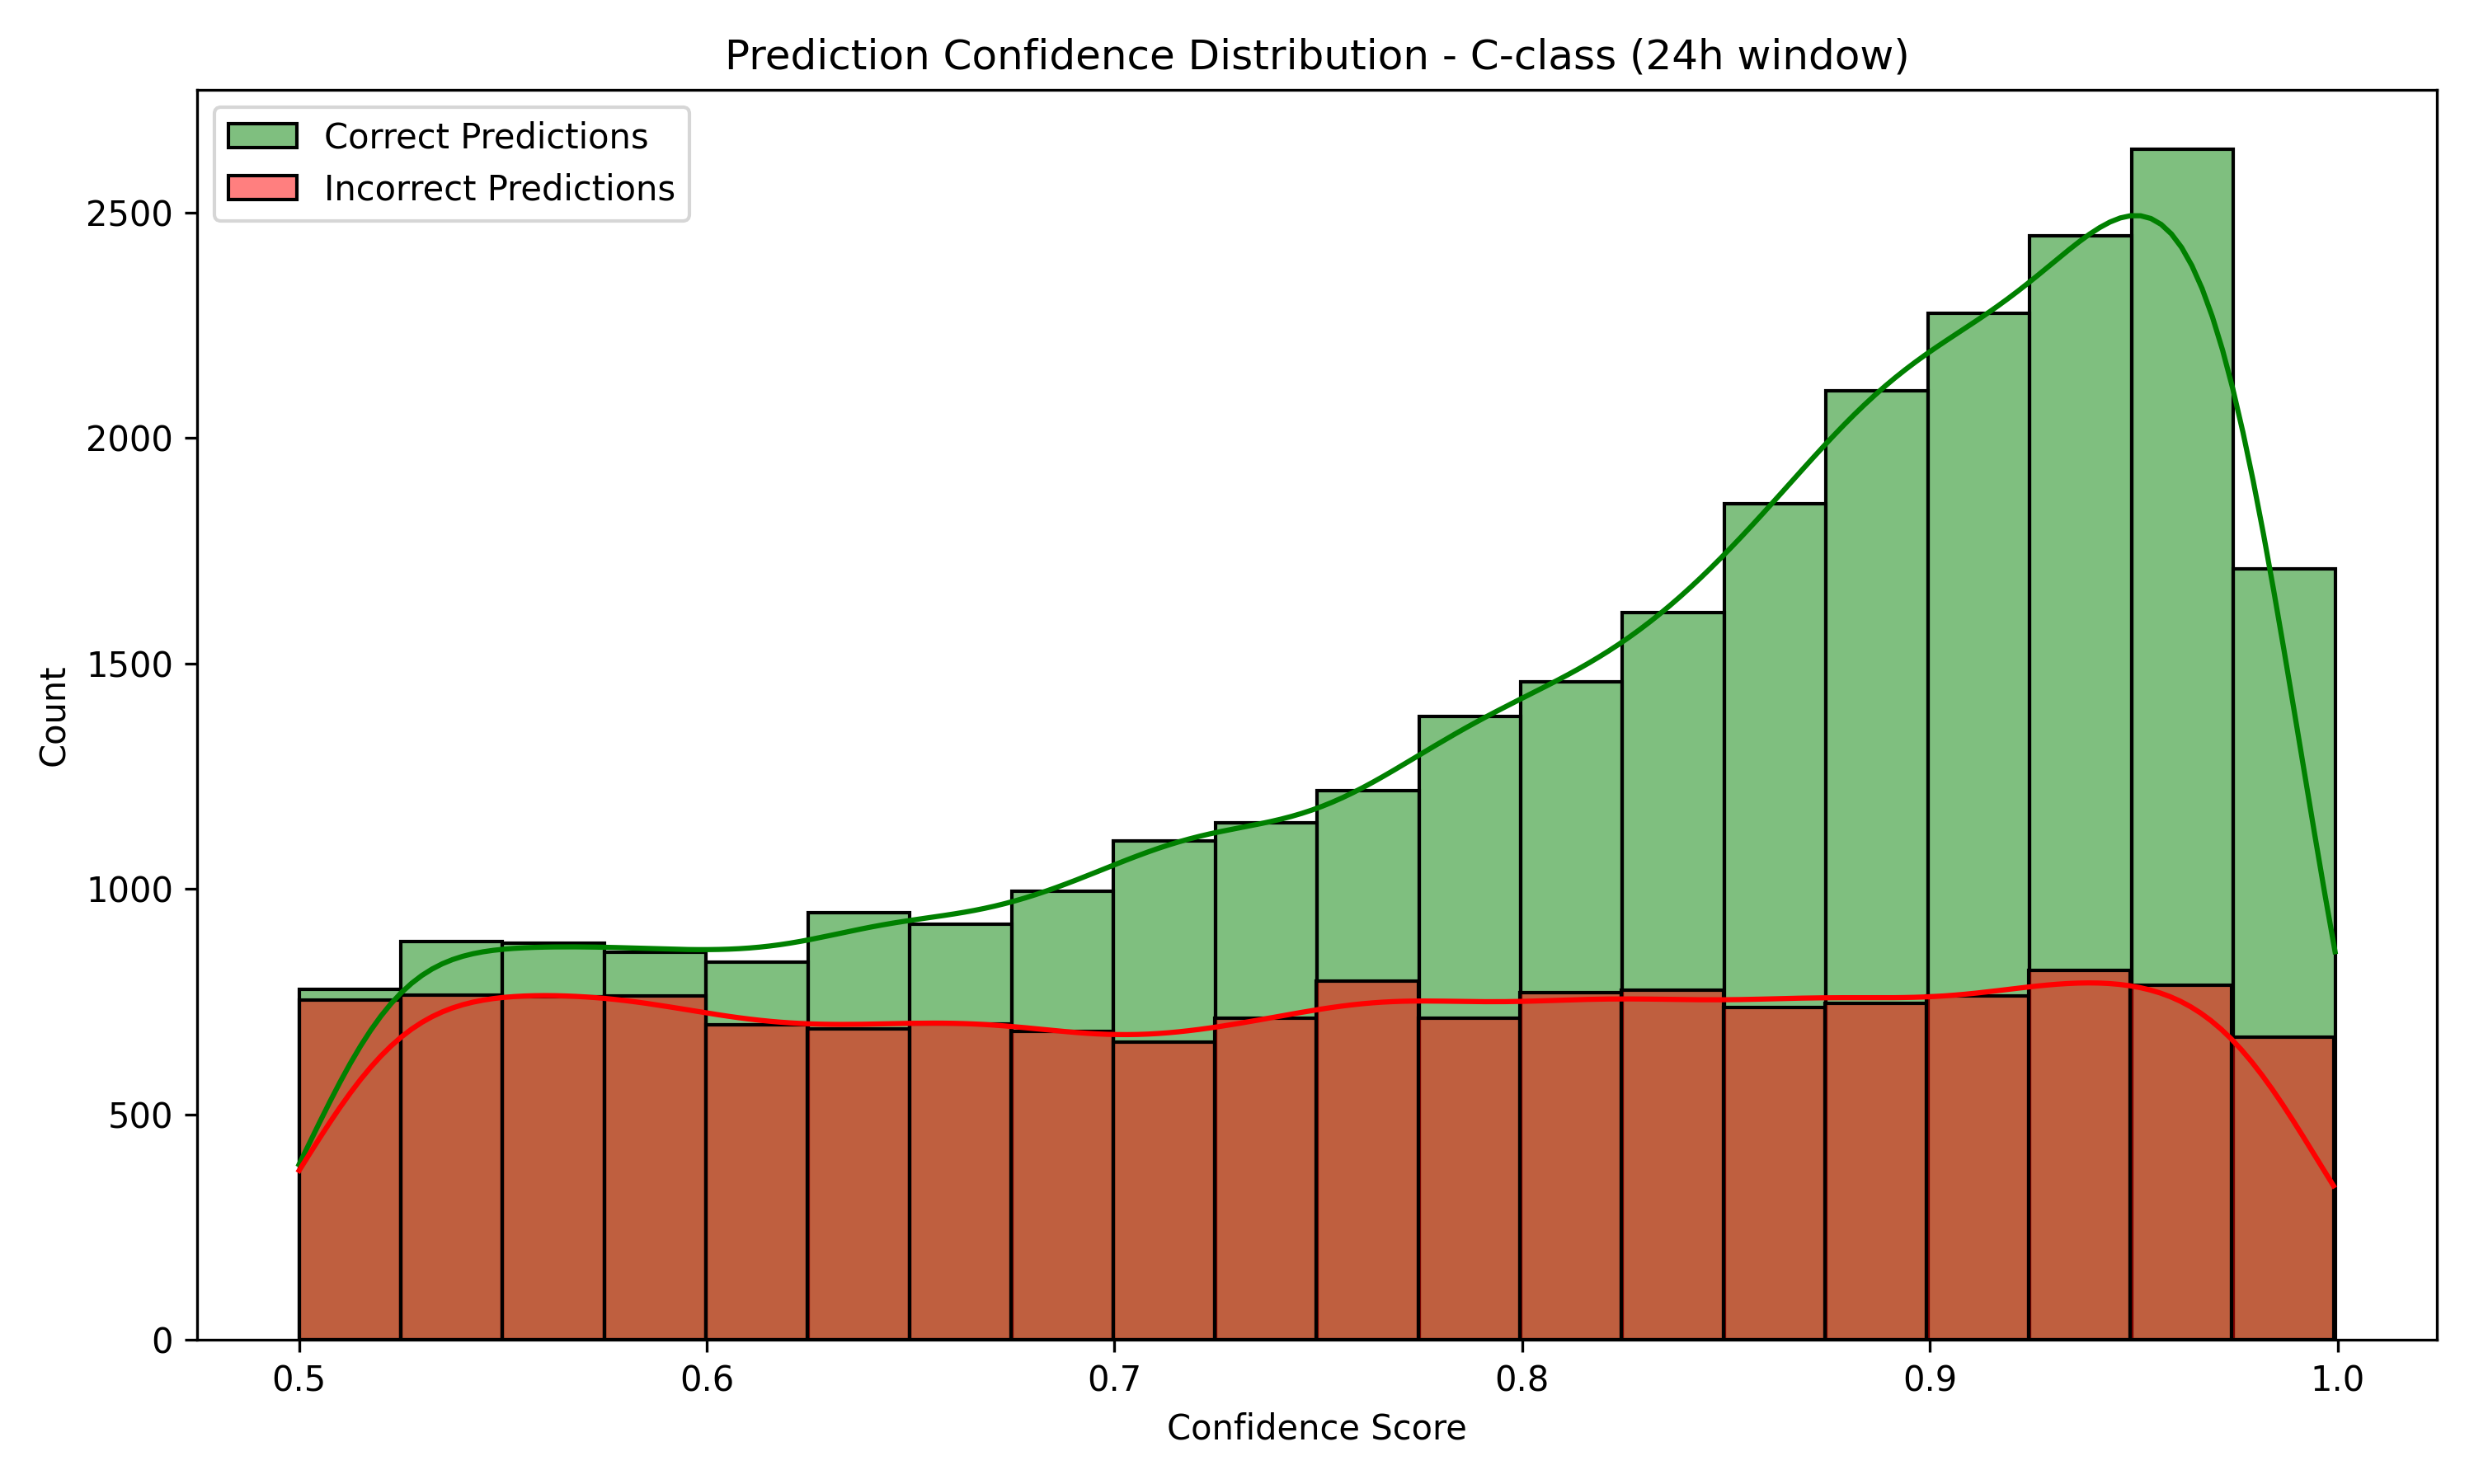 Prediction Confidence Distribution - C-class (24h window)
Correct Predictions
Incorrect Predictions
Count
2500
2000
1500
1000
500
0
0.5 0.6 0.7 0.8 0.9 1.0
Confidence Score